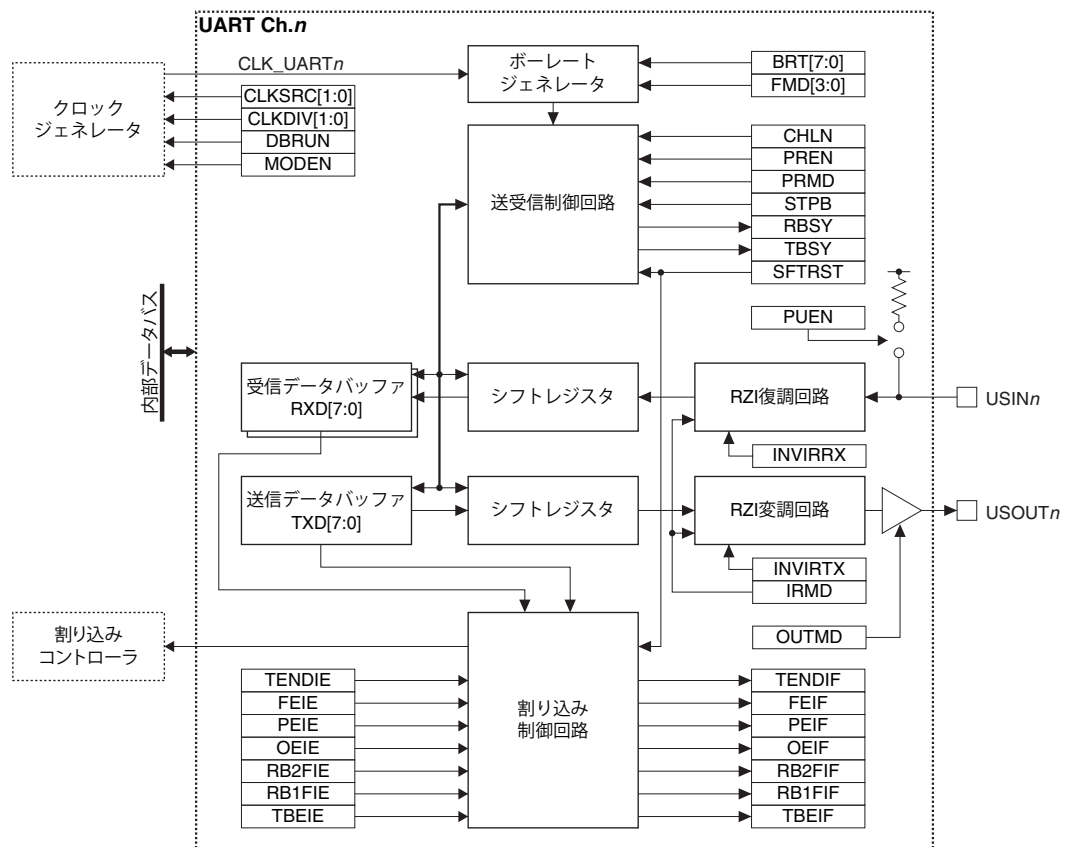 UART Ch.n
クロック
ジェネレータ
CLK_UARTn
CLKSRC[1:0]
CLKDIV[1:0]
DBRUN
MODEN
ボーレート
ジェネレータ
BRT[7:0]
FMD[3:0]
送受信制御回路
CHLN
PREN
PRMD
STPB
RBSY
TBSY
SFTRST
PUEN
内部データバス
受信データバッファ
RXD[7:0]
シフトレジスタ
RZI復調回路
USINn
INVIRRX
送信データバッファ
TXD[7:0]
シフトレジスタ
RZI変調回路
USOUTn
INVIRTX
IRMD
OUTMD
割り込み
コントローラ
割り込み
制御回路
TENDIE
FEIE
PEIE
OEIE
RB2FIE
RB1FIE
TBEIE
TENDIF
FEIF
PEIF
OEIF
RB2FIF
RB1FIF
TBEIF